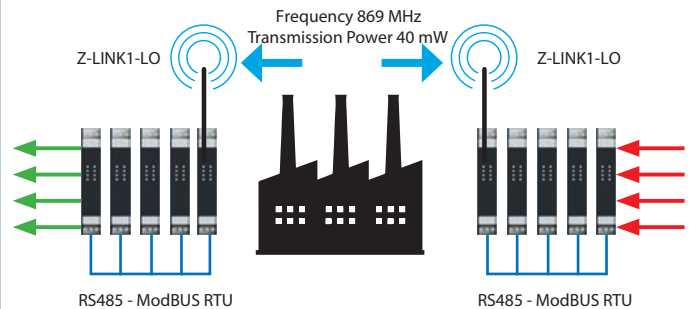 Frequency 869 MHz
Transmission Power 40 mW
Z-LINK1-LO
Z-LINK1-LO
RS485 - ModBUS RTU
RS485 - ModBUS RTU